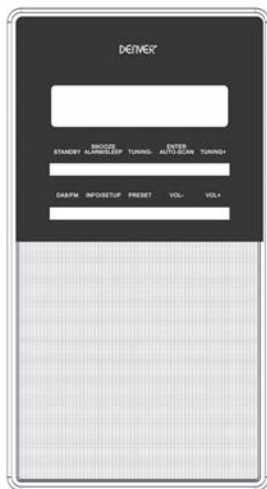 DENVER®
STANDBY SNOOZE ALARM/SLEEP TUNING- ENTER AUTO-SCAN TUNING+
DAB/FM INFO/SETUP PRESET VOL- VOL+